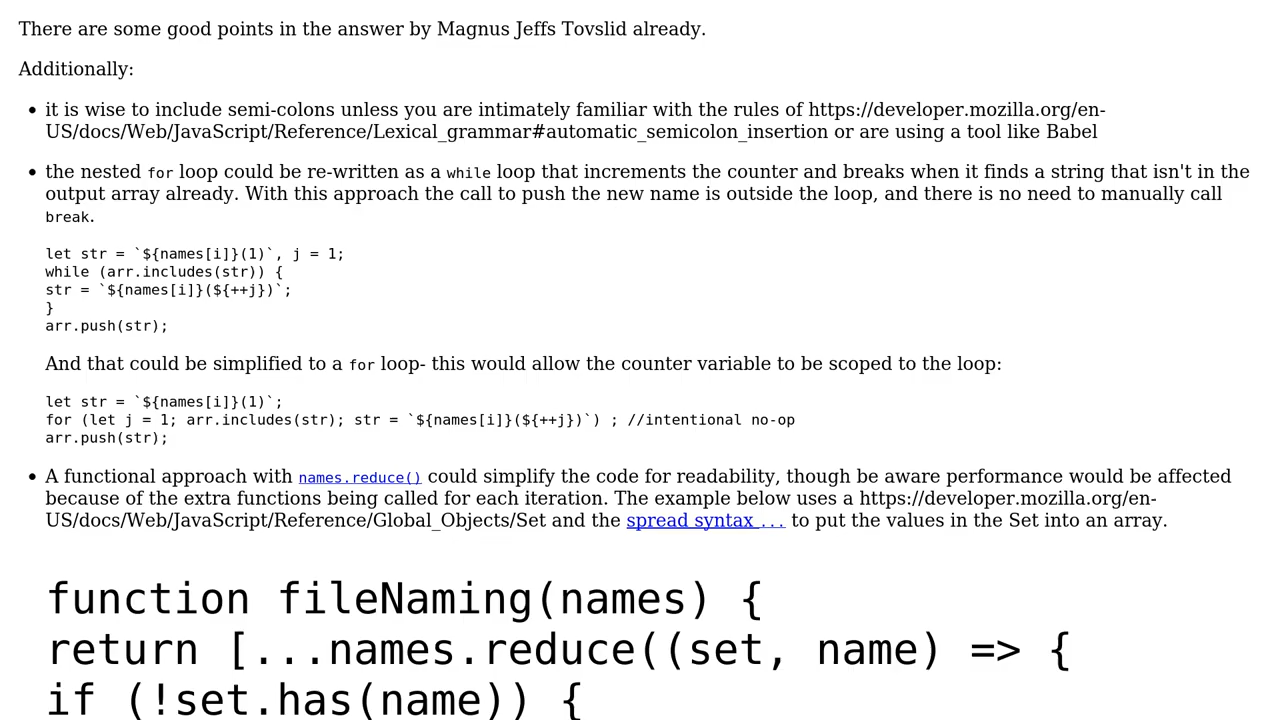 There are some good points in the answer by Magnus Jeffs Tovslid already.
Additionally:
• it is wise to include semi-colons unless you are intimately familiar with the rules of https://developer.mozilla.org/en-
US/docs/Web/JavaScript/Reference/Lexical_grammar#automatic_semicolon_insertion or are using a tool like Babel
• the nested for loop could be re-written as a while loop that increments the counter and breaks when it finds a string that isn't in the
output array already. With this approach the call to push the new name is outside the loop, and there is no need to manually call
break.
let str = `${names[i]}(1)`, j = 1;
while (arr.includes(str)) {
str = `${names[i]}(${++j})`;
}
arr.push(str);
And that could be simplified to a for loop- this would allow the counter variable to be scoped to the loop:
let str = `${names[i]}(1)`;
for (let j = 1; arr.includes(str); str = `${names[i]}(${++j})`) ; //intentional no-op
arr.push(str);
• A functional approach with names.reduce() could simplify the code for readability, though be aware performance would be affected
because of the extra functions being called for each iteration. The example below uses a https://developer.mozilla.org/en-
US/docs/Web/JavaScript/Reference/Global_Objects/Set and the spread syntax ... to put the values in the Set into an array.
function fileNaming(names) {
return [...names.reduce((set, name) => {
if (!set.has(name)) {